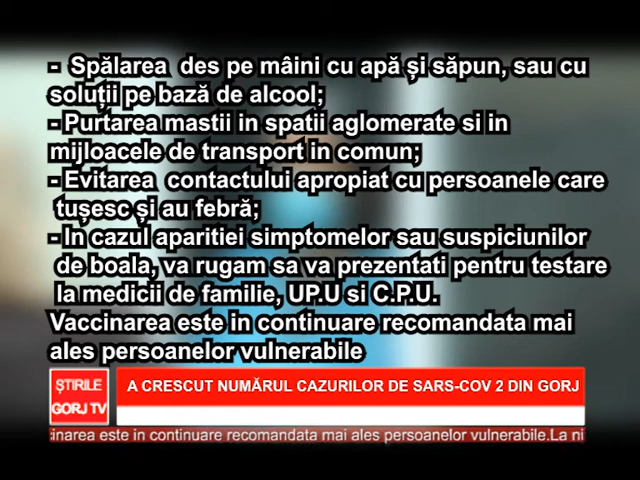 - Spălarea des pe mâini cu apă și săpun, sau cu
soluții pe bază de alcool;
- Purtarea mastii in spatii aglomerate si in
mijloacele de transport in comun;
- Evitarea contactului apropiat cu persoanele care
tușesc și au febră;
- In cazul aparitiei simptomelor sau suspiciunilor
de boala, va rugam sa va prezentati pentru testare
la medicii de familie, UP.U si C.P.U.
Vaccinarea este in continuare recomandata mai
ales persoanelor vulnerabile
ȘTIRILE
GORJ TV
A CRESCUT NUMĂRUL CAZURILOR DE SARS-COV 2 DIN GORJ
cinarea este in continuare recomandata mai ales persoanelor vulnerabile.La ni